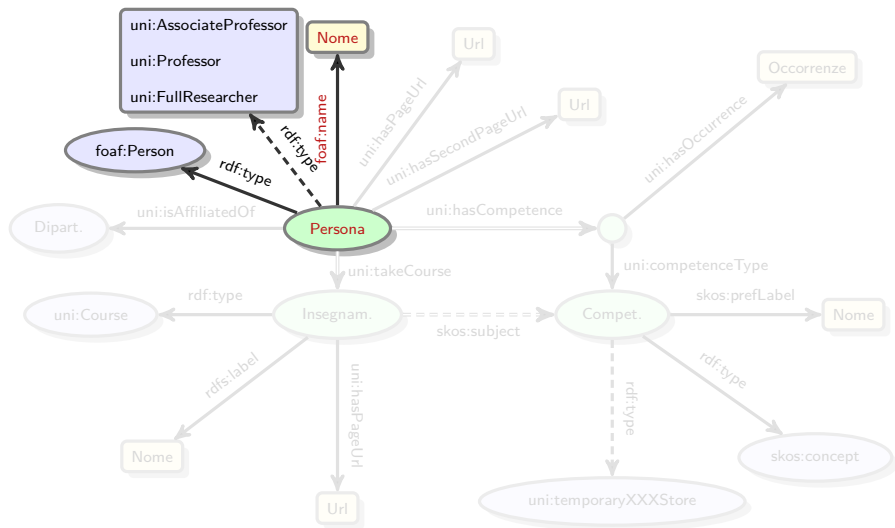 uni:AssociateProfessor
uni:Professor
uni:FullResearcher
Nome
Url
Url
Occorrenze
foaf:Person
rdf:type
rdf:type
foaf:name
uni:hasPageUrl
uni:hasSecondPageUrl
uni:hasOccurrence
Dipart.
uni:isAffiliatedOf
Persona
uni:hasCompetence
uni:takeCourse
uni:competenceType
uni:Course
rdf:type
Insegnam.
skos:subject
Compet.
skos:prefLabel
Nome
rdfs:label
uni:hasPageUrl
rdf:type
rdf:type
Nome
skos:concept
Url
uni:temporaryXXXStore